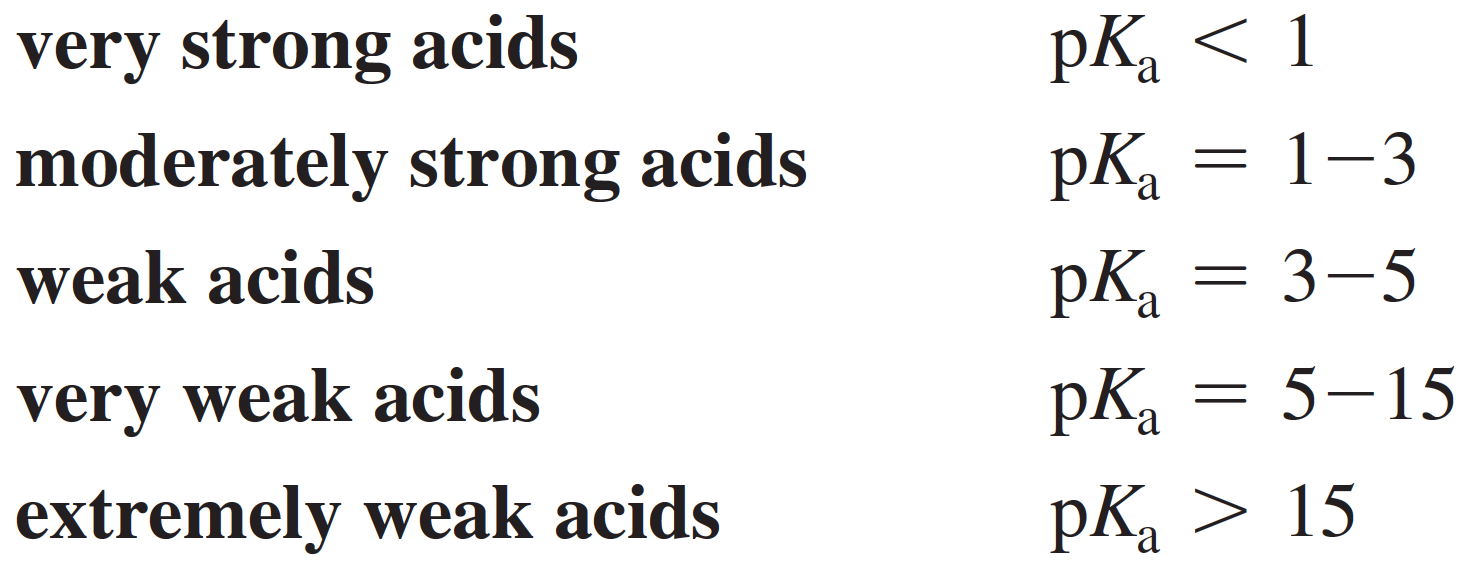 very strong acids pKₐ < 1
moderately strong acids pKₐ = 1–3
weak acids pKₐ = 3–5
very weak acids pKₐ = 5–15
extremely weak acids pKₐ > 15